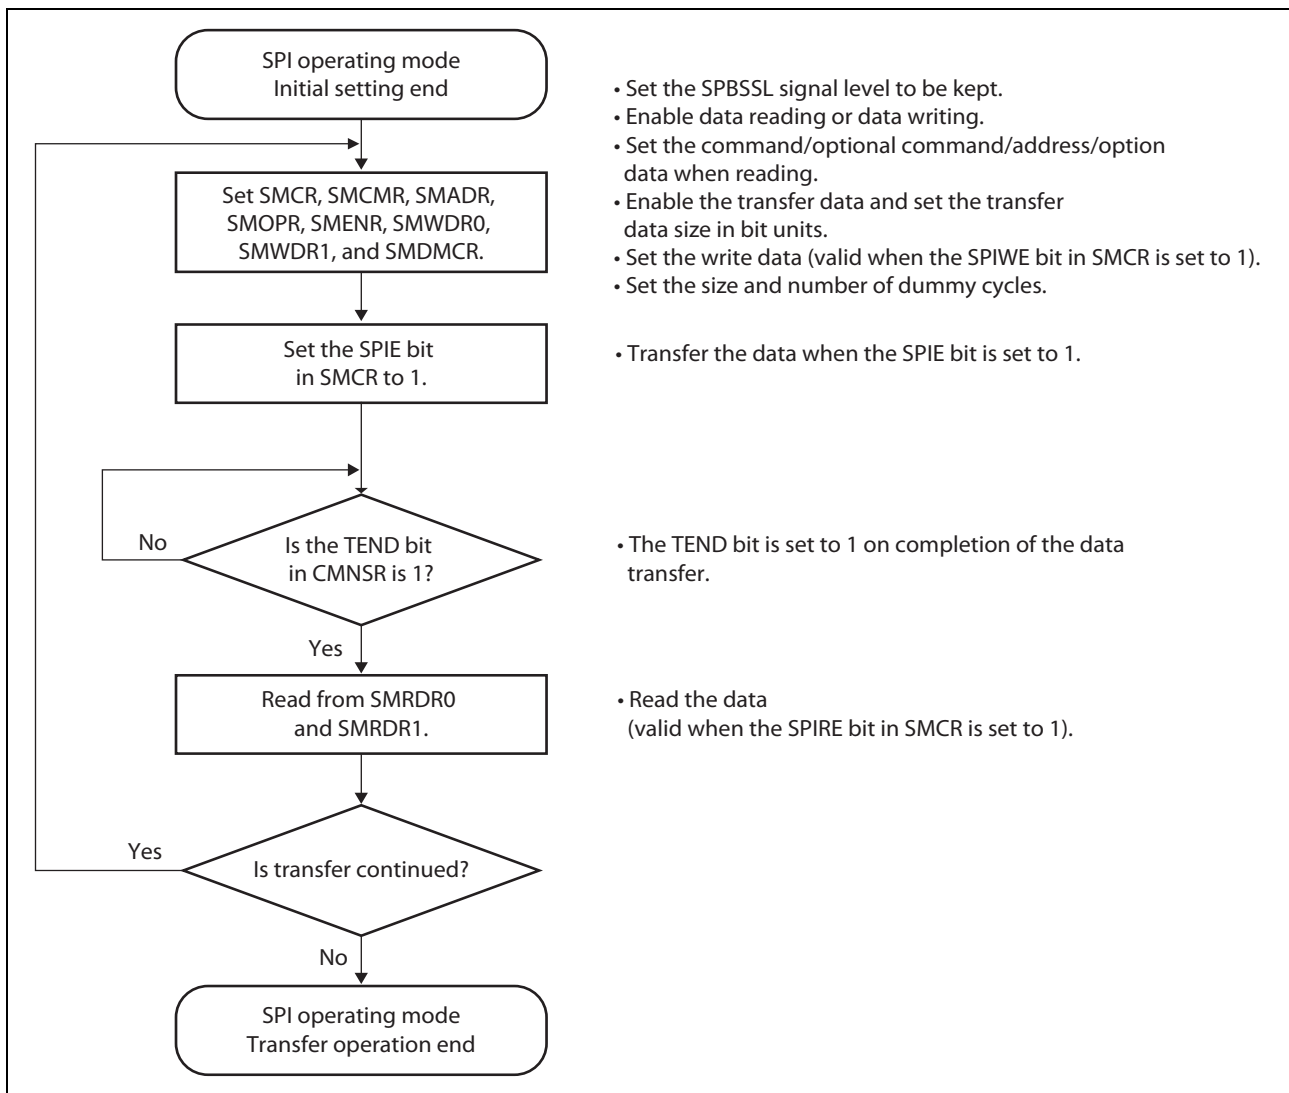 SPI operating mode
Initial setting end
• Set the SPBSSL signal level to be kept.
• Enable data reading or data writing.
• Set the command/optional command/address/option
data when reading.
• Enable the transfer data and set the transfer
data size in bit units.
• Set the write data (valid when the SPIWE bit in SMCR is set to 1).
• Set the size and number of dummy cycles.
Set SMCR, SMCMR, SMADR,
SMOPR, SMENR, SMWDR0,
SMWDR1, and SMDMCR.
Set the SPIE bit
in SMCR to 1.
• Transfer the data when the SPIE bit is set to 1.
No
Is the TEND bit
in CMNSR is 1?
• The TEND bit is set to 1 on completion of the data
transfer.
Yes
Read from SMRDR0
and SMRDR1.
• Read the data
(valid when the SPIRE bit in SMCR is set to 1).
Yes
Is transfer continued?
No
SPI operating mode
Transfer operation end